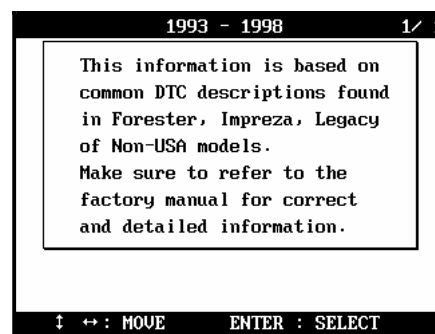 1993 - 1998 1/
This information is based on
common DTC descriptions found
in Forester, Impreza, Legacy
of Non-USA models.
Make sure to refer to the
factory manual for correct
and detailed information.
↕ ↔: MOVE ENTER : SELECT